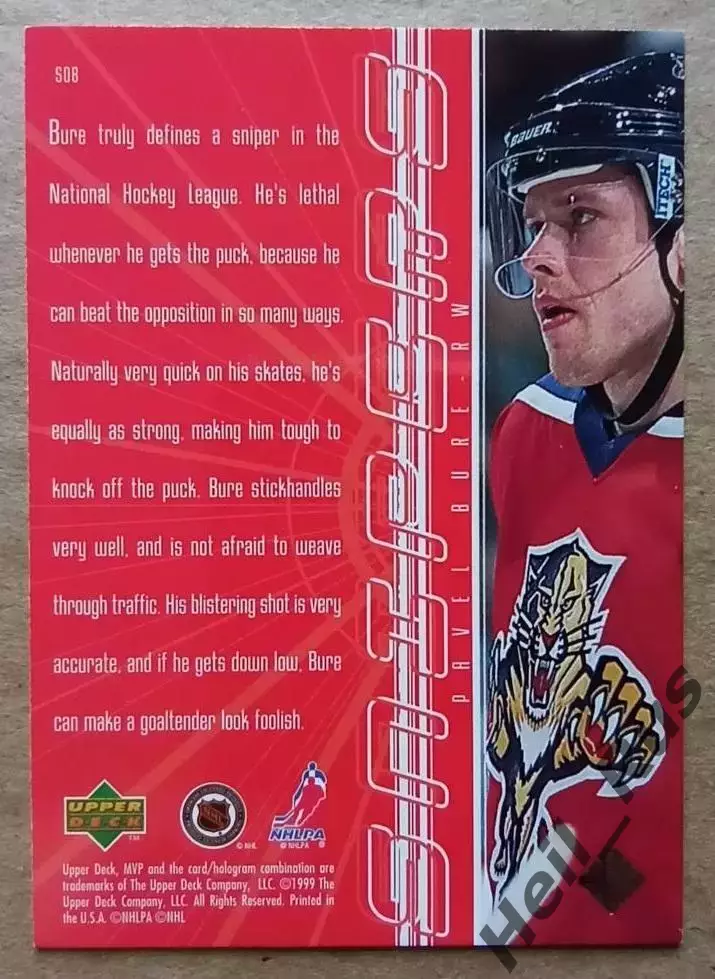 S08
Bure truly defines a sniper in the
National Hockey League. He's lethal
whenever he gets the puck, because he
can beat the opposition in so many ways.
Naturally very quick on his skates, he's
equally as strong, making him tough to
knock off the puck. Bure stickhandles
very well, and is not afraid to weave
through traffic. His blistering shot is very
accurate, and if he gets down low, Bure
can make a goaltender look foolish.
UPPER
DECK
TM
NHL
© NHL
NHLPA
© NHLPA
Upper Deck, MVP and the card/hologram combination are
trademarks of The Upper Deck Company, LLC. ©1999 The
Upper Deck Company, LLC. All Rights Reserved. Printed in
the U.S.A. ©NHLPA ©NHL
SNIPERS
PAVEL BURE-RW
BAUER
ITECH